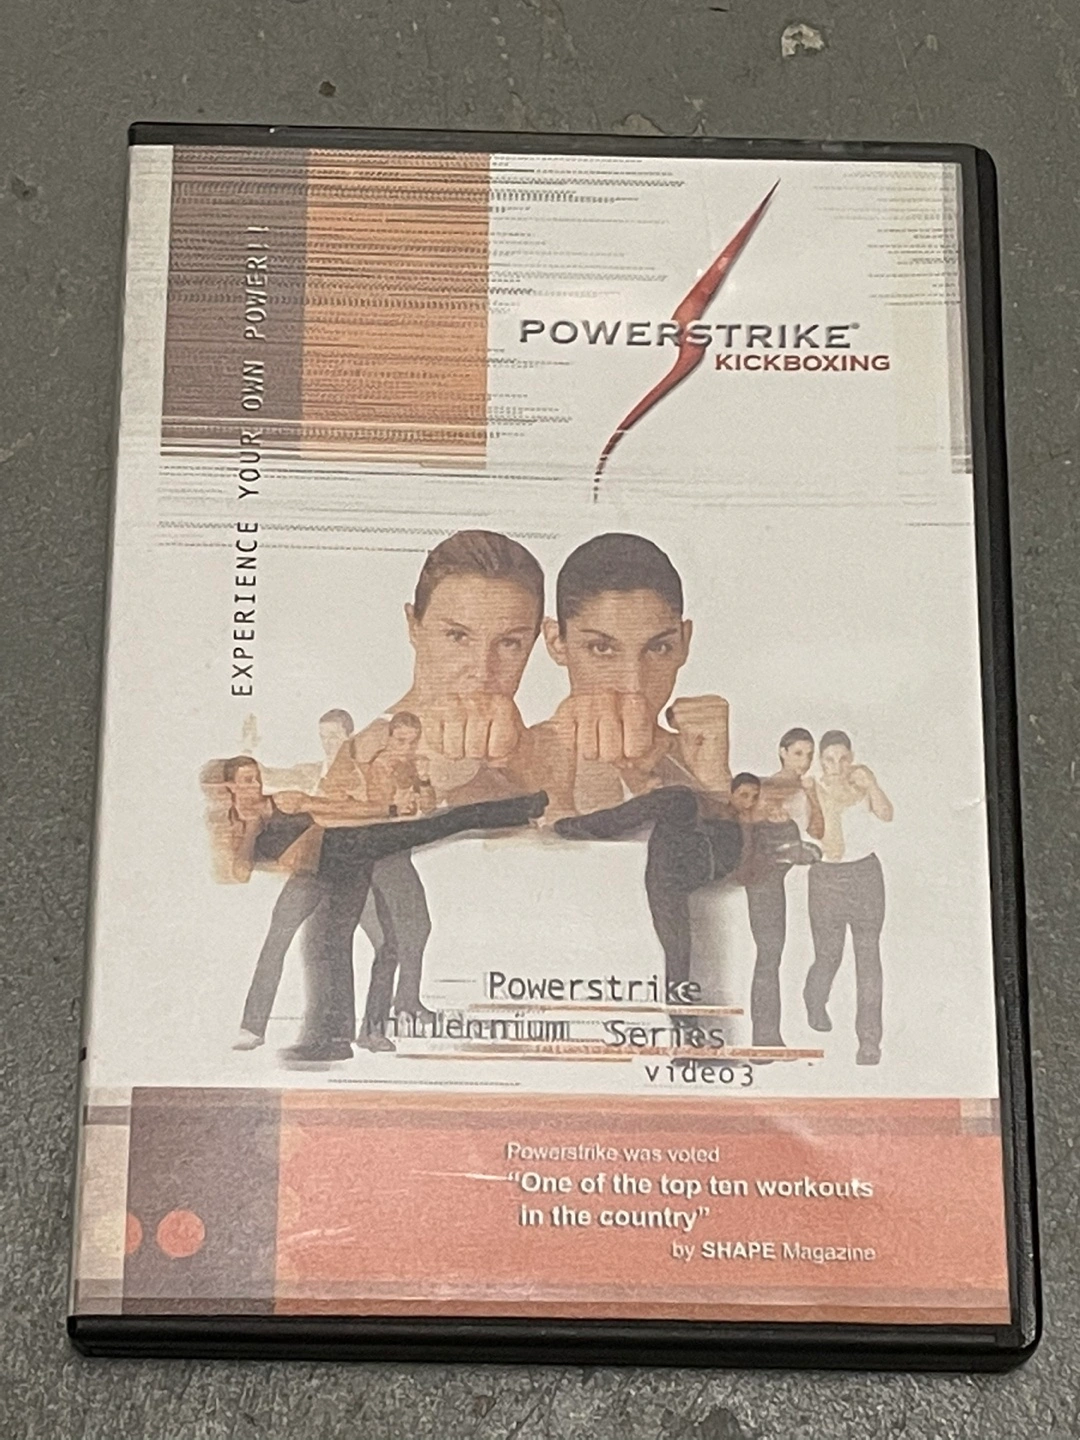 EXPERIENCE YOUR OWN POWER!!
POWERSTRIKE®
KICKBOXING
Powerstrike
Millennium Series
video3
Powerstrike was voted
“One of the top ten workouts
in the country”
by SHAPE Magazine